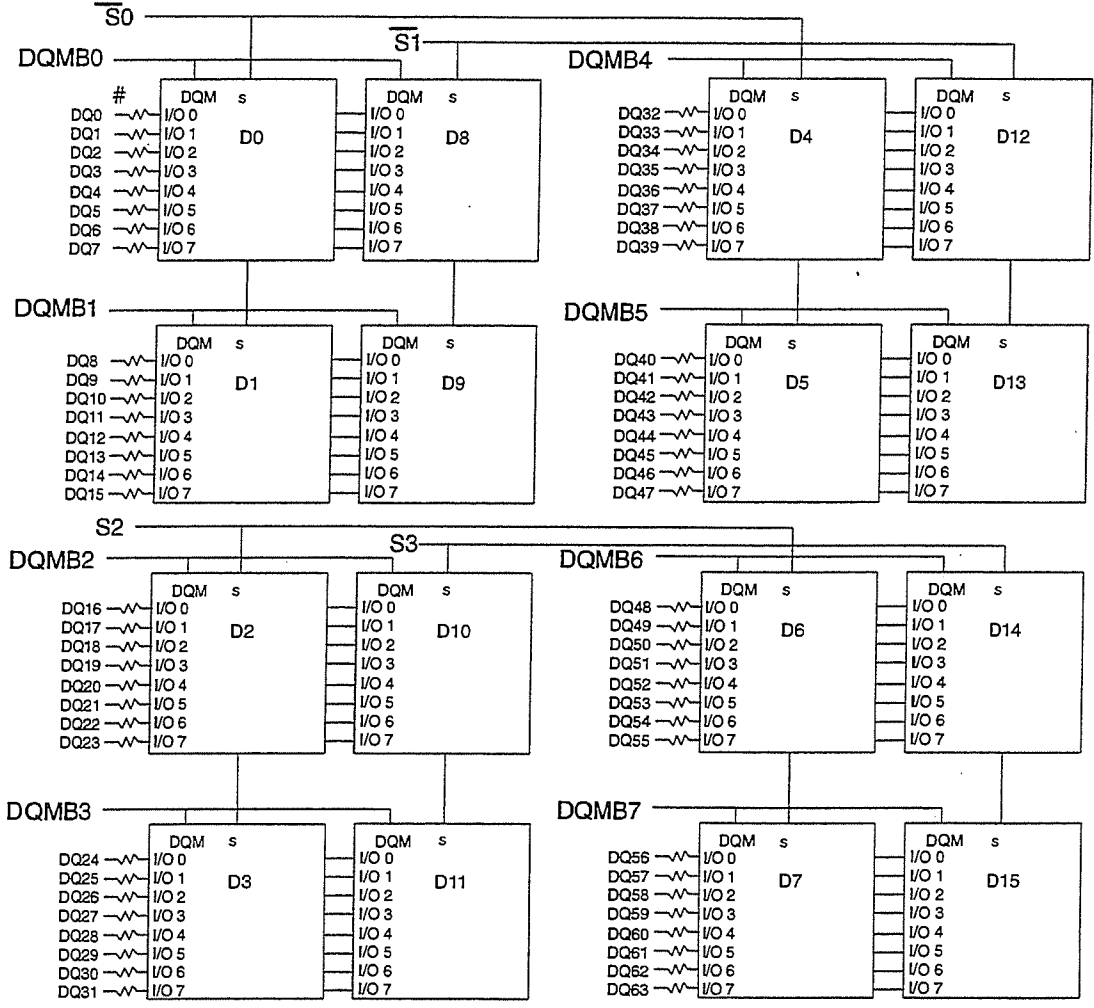 S0
S1
DQMB0
DQMB4
#
DQM s DQM s
DQ0 I/O 0 I/O 0
DQ1 I/O 1 D0 I/O 1 D8
DQ2 I/O 2 I/O 2
DQ3 I/O 3 I/O 3
DQ4 I/O 4 I/O 4
DQ5 I/O 5 I/O 5
DQ6 I/O 6 I/O 6
DQ7 I/O 7 I/O 7
DQM s DQM s
DQ32 I/O 0 I/O 0
DQ33 I/O 1 D4 I/O 1 D12
DQ34 I/O 2 I/O 2
DQ35 I/O 3 I/O 3
DQ36 I/O 4 I/O 4
DQ37 I/O 5 I/O 5
DQ38 I/O 6 I/O 6
DQ39 I/O 7 I/O 7
DQMB1
DQM s DQM s
DQ8 I/O 0 I/O 0
DQ9 I/O 1 D1 I/O 1 D9
DQ10 I/O 2 I/O 2
DQ11 I/O 3 I/O 3
DQ12 I/O 4 I/O 4
DQ13 I/O 5 I/O 5
DQ14 I/O 6 I/O 6
DQ15 I/O 7 I/O 7
DQMB5
DQM s DQM s
DQ40 I/O 0 I/O 0
DQ41 I/O 1 D5 I/O 1 D13
DQ42 I/O 2 I/O 2
DQ43 I/O 3 I/O 3
DQ44 I/O 4 I/O 4
DQ45 I/O 5 I/O 5
DQ46 I/O 6 I/O 6
DQ47 I/O 7 I/O 7
S2
S3
DQMB2
DQMB6
DQM s DQM s
DQ16 I/O 0 I/O 0
DQ17 I/O 1 D2 I/O 1 D10
DQ18 I/O 2 I/O 2
DQ19 I/O 3 I/O 3
DQ20 I/O 4 I/O 4
DQ21 I/O 5 I/O 5
DQ22 I/O 6 I/O 6
DQ23 I/O 7 I/O 7
DQM s DQM s
DQ48 I/O 0 I/O 0
DQ49 I/O 1 D6 I/O 1 D14
DQ50 I/O 2 I/O 2
DQ51 I/O 3 I/O 3
DQ52 I/O 4 I/O 4
DQ53 I/O 5 I/O 5
DQ54 I/O 6 I/O 6
DQ55 I/O 7 I/O 7
DQMB3
DQM s DQM s
DQ24 I/O 0 I/O 0
DQ25 I/O 1 D3 I/O 1 D11
DQ26 I/O 2 I/O 2
DQ27 I/O 3 I/O 3
DQ28 I/O 4 I/O 4
DQ29 I/O 5 I/O 5
DQ30 I/O 6 I/O 6
DQ31 I/O 7 I/O 7
DQMB7
DQM s DQM s
DQ56 I/O 0 I/O 0
DQ57 I/O 1 D7 I/O 1 D15
DQ58 I/O 2 I/O 2
DQ59 I/O 3 I/O 3
DQ60 I/O 4 I/O 4
DQ61 I/O 5 I/O 5
DQ62 I/O 6 I/O 6
DQ63 I/O 7 I/O 7